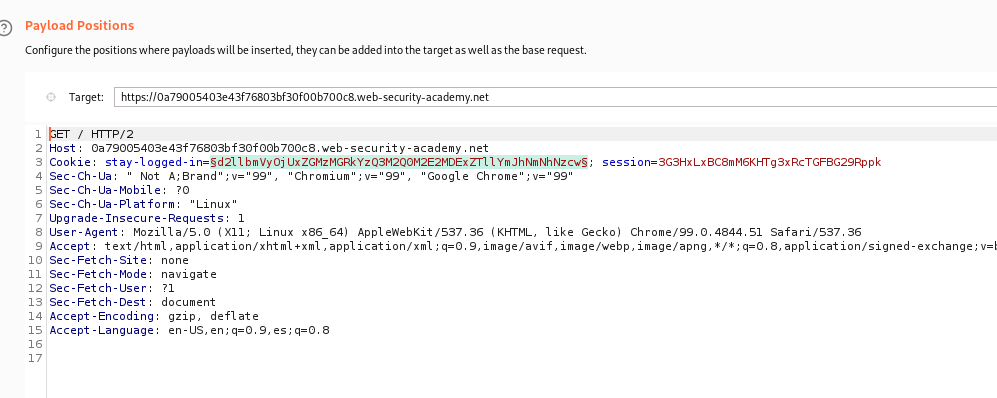 ?
Payload Positions
Configure the positions where payloads will be inserted, they can be added into the target as well as the base request.
Target: https://0a79005403e43f76803bf30f00b700c8.web-security-academy.net
1 GET / HTTP/2
2 Host: 0a79005403e43f76803bf30f00b700c8.web-security-academy.net
3 Cookie: stay-logged-in=§d2llbmVyOjUxZGMzMGRkYzQ3M2Q0M2E2MDExZTllYmJhNmNhNzcw§; session=3G3HxLxBC8mM6KHTg3xRcTGFBG29Rppk
4 Sec-Ch-Ua: " Not A;Brand";v="99", "Chromium";v="99", "Google Chrome";v="99"
5 Sec-Ch-Ua-Mobile: ?0
6 Sec-Ch-Ua-Platform: "Linux"
7 Upgrade-Insecure-Requests: 1
8 User-Agent: Mozilla/5.0 (X11; Linux x86_64) AppleWebKit/537.36 (KHTML, like Gecko) Chrome/99.0.4844.51 Safari/537.36
9 Accept: text/html,application/xhtml+xml,application/xml;q=0.9,image/avif,image/webp,image/apng,*/*;q=0.8,application/signed-exchange;v=b
10 Sec-Fetch-Site: none
11 Sec-Fetch-Mode: navigate
12 Sec-Fetch-User: ?1
13 Sec-Fetch-Dest: document
14 Accept-Encoding: gzip, deflate
15 Accept-Language: en-US,en;q=0.9,es;q=0.8
16
17